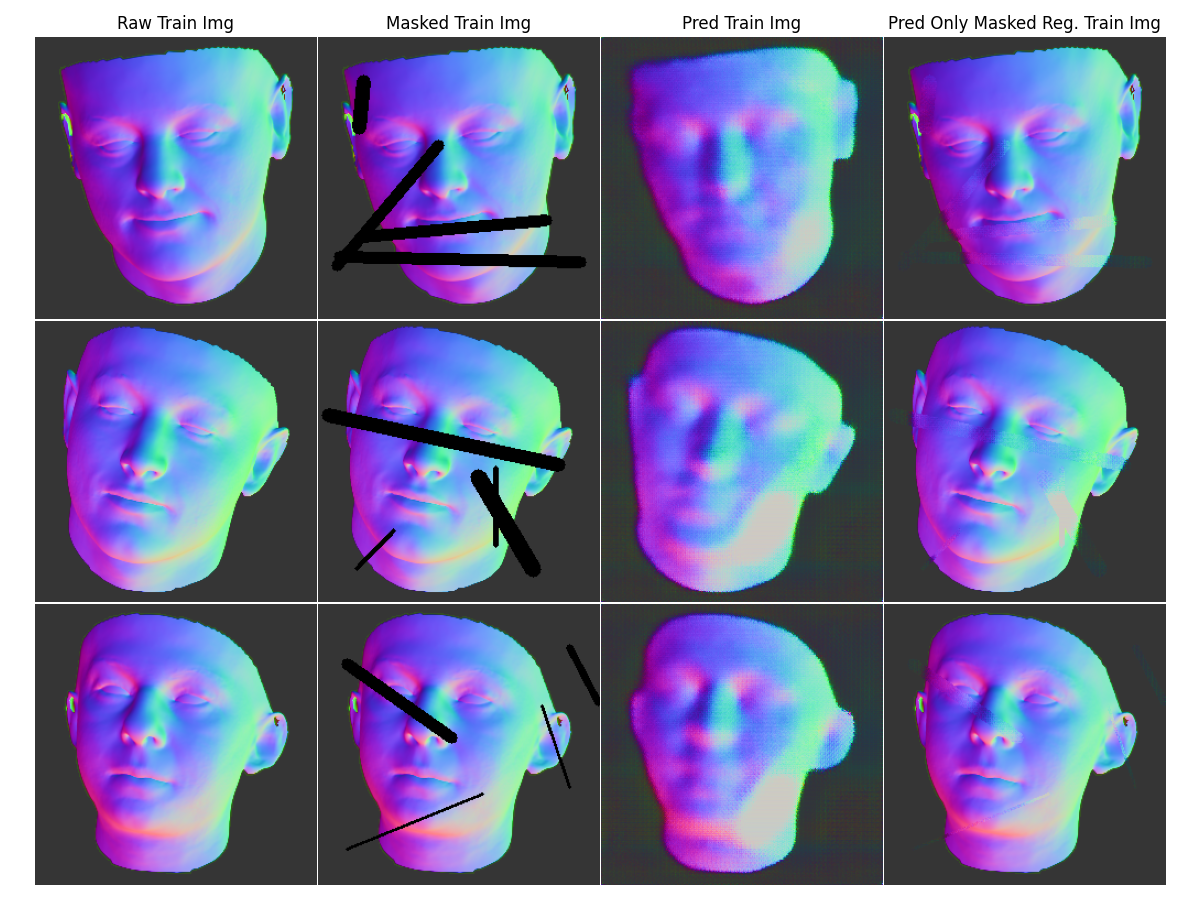 Raw Train Img
Masked Train Img
Pred Train Img
Pred Only Masked Reg. Train Img